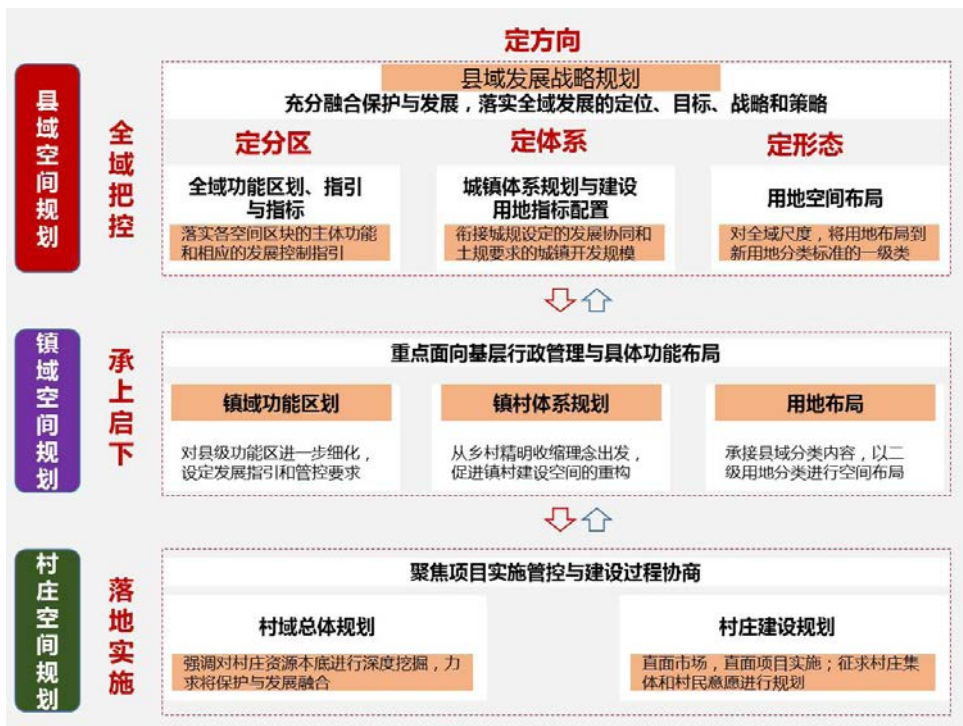 县域空间规划
全域把控
定方向
县域发展战略规划
充分融合保护与发展，落实全域发展的定位、目标、战略和策略
定分区
全域功能区划、指引
与指标
落实各空间区块的主体功能
和相应的发展控制指引
定体系
城镇体系规划与建设
用地指标配置
衔接城规设定的发展协同和
土规要求的城镇开发规模
定形态
用地空间布局
对全域尺度，将用地布局到
新用地分类标准的一级类
镇域空间规划
承上启下
重点面向基层行政管理与具体功能布局
镇域功能区划
对县级功能区进一步细化，
设定发展指引和管控要求
镇村体系规划
从乡村精明收缩理念出发，
促进镇村建设空间的重构
用地布局
承接县域分类内容，以二
级用地分类进行空间布局
村庄空间规划
落地实施
聚焦项目实施管控与建设过程协商
村域总体规划
强调对村庄资源本底进行深度挖掘，力
求将保护与发展融合
村庄建设规划
直面市场，直面项目实施；征求村庄集
体和村民意愿进行规划